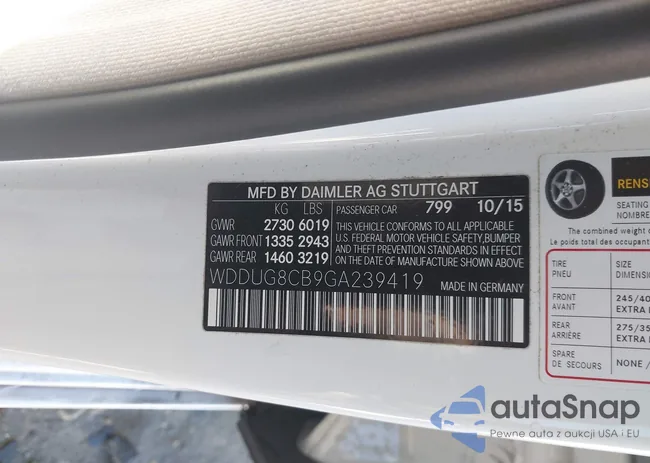 MFD BY DAIMLER AG STUTTGART
KG LBS PASSENGER CAR 799 10/15
GVWR 2730 6019
GAWR FRONT 1335 2943
GAWR REAR 1460 3219
THIS VEHICLE CONFORMS TO ALL APPLICABLE
U.S. FEDERAL MOTOR VEHICLE SAFETY, BUMPER
AND THEFT PREVENTION STANDARDS IN EFFECT
ON THE DATE OF MANUFACTURE SHOWN ABOVE
WDDUG8CB9GA239419 MADE IN GERMANY
RENS
SEATING
NOMBRE
The combined weight of
Le poids total des occupant
TIRE SIZE
PNEU DIMENSIO
FRONT 245/40
AVANT EXTRA
REAR 275/35
ARRIÈRE EXTRA
SPARE NONE /
DE SECOURS
autaSnap
Pewne auta z aukcji USA i EU